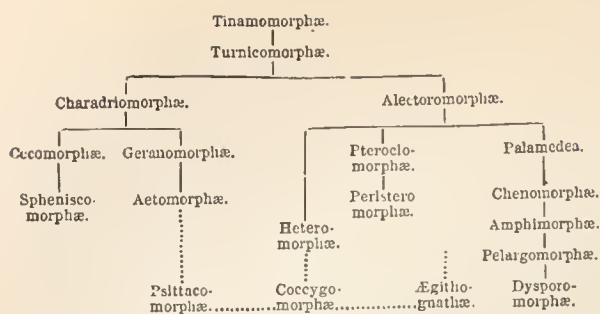 Tinamomorphæ.
Turnicomorphæ.
Charadriomorphæ. Alectoromorphæ.
Cecomorphæ. Geranomorphæ. Pteroclo- Palamedea.
morphæ.
Sphenisco- Aetomorphæ. Peristero Chenomorphæ.
morphæ. morphæ.
Hetero- Amphimorphæ.
morphæ.
Pelargomorphæ.
Psittaco- Coccygo- Ægitho- Dysporo-
morphæ. morphæ. gnathæ. morphæ.